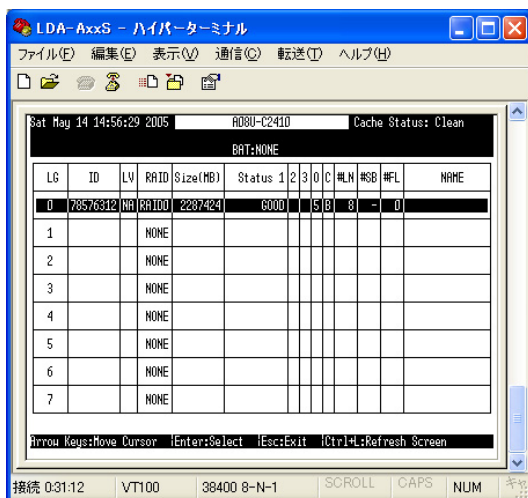 LDA-AxxS - ハイパーターミナル
ファイル(F) 編集(E) 表示(V) 通信(C) 転送(T) ヘルプ(H)
Sat May 14 14:56:29 2005 A08U-C2410 Cache Status: Clean
BAT:NONE
LG ID LV RAID Size(MB) Status 1 2 3 O C #LN #SB #FL NAME
0 78576312 NA RAID0 2287424 GOOD 5 B 8 - 0
1 NONE
2 NONE
3 NONE
4 NONE
5 NONE
6 NONE
7 NONE
Arrow Keys:Move Cursor |Enter:Select |Esc:Exit |Ctrl+L:Refresh Screen
接続 0:31:12 VT100 38400 8-N-1 SCROLL CAPS NUM キャ